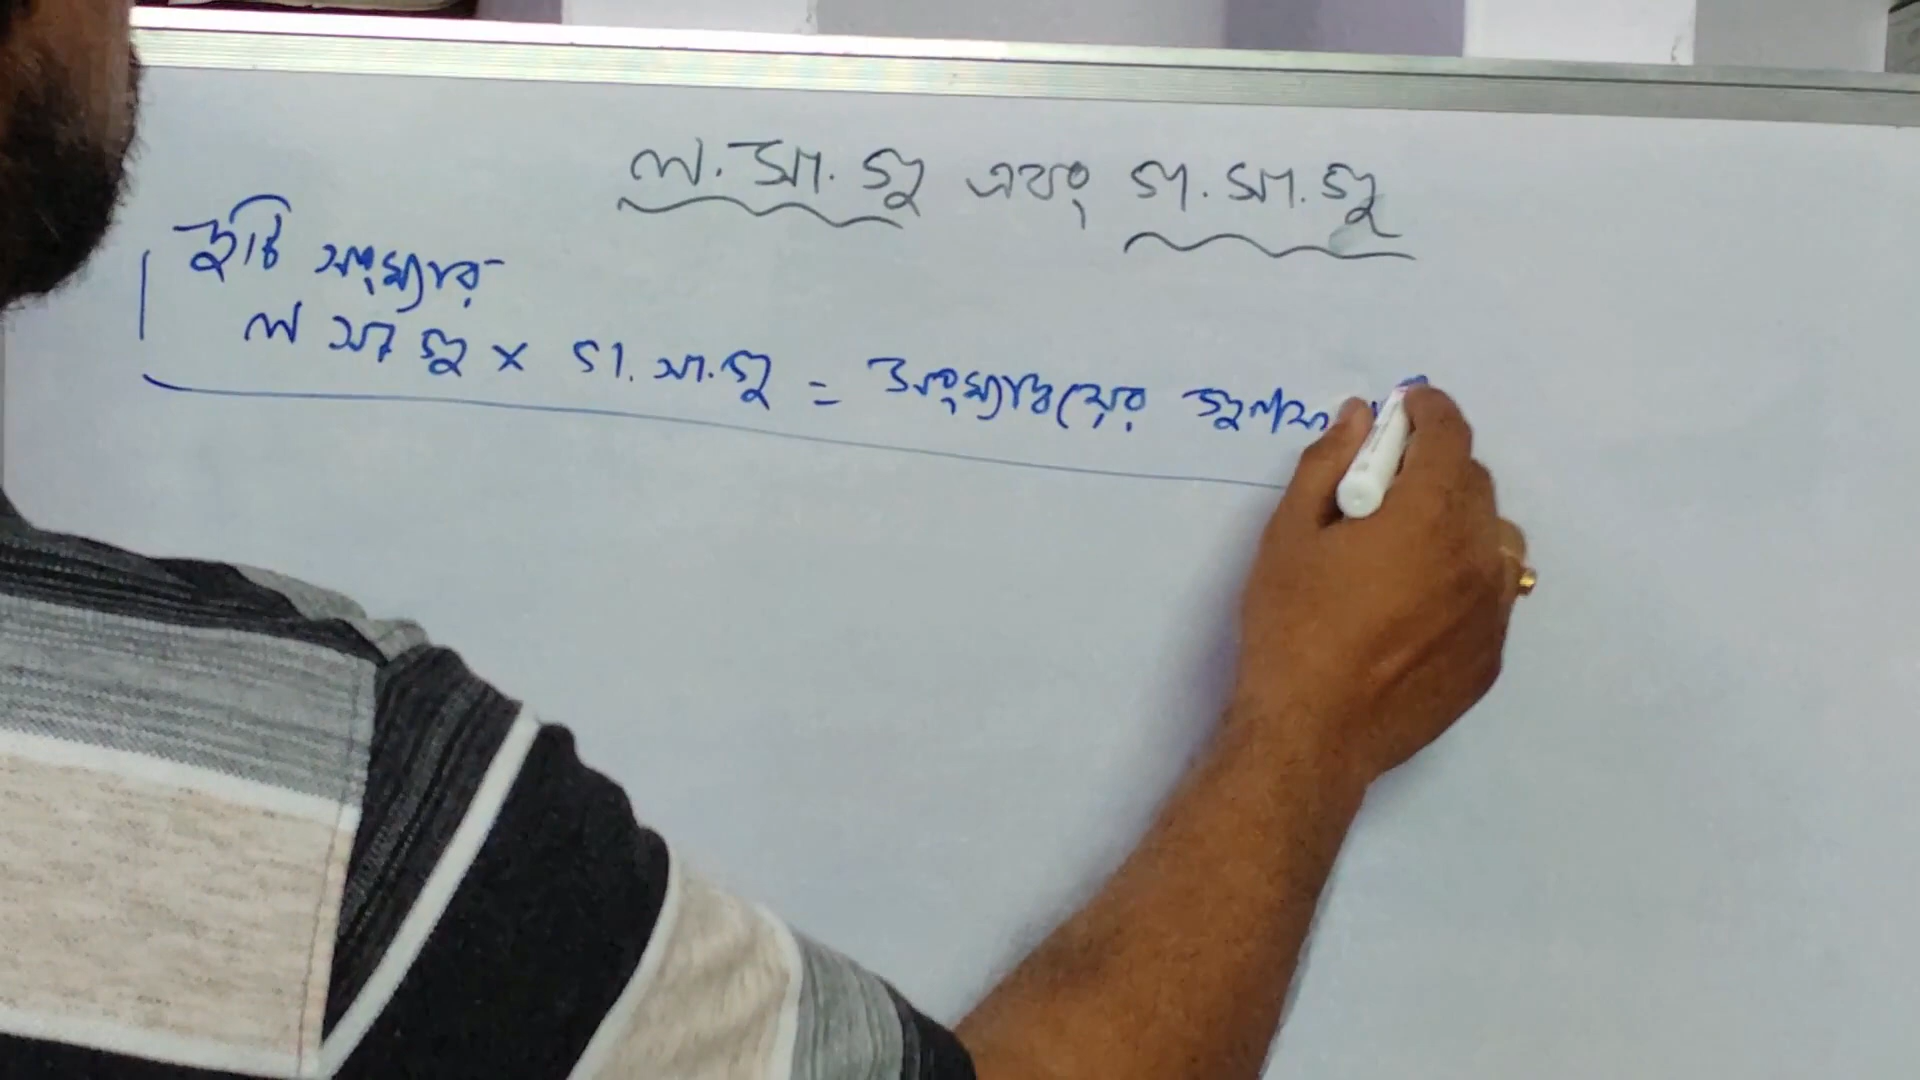 ল.সা.গু এবং গ.সা.গু
দুটি সংখ্যার
ল সা গু × গ.সা.গু = সংখ্যাদ্বয়ের গুণফল